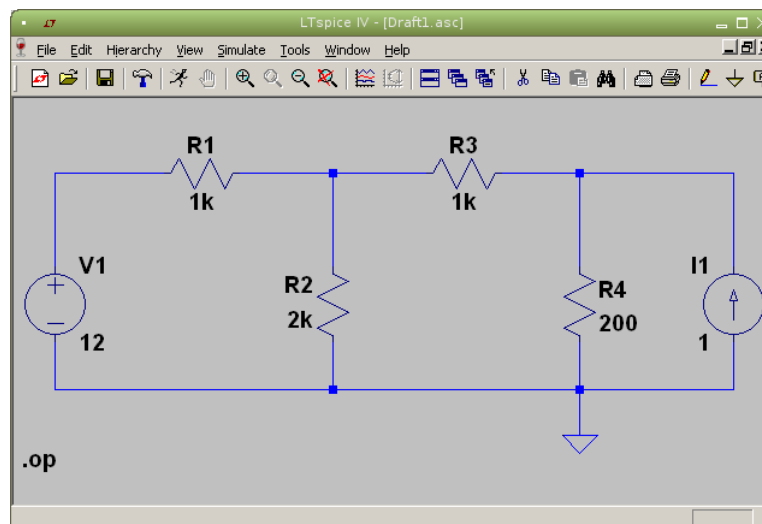 LTspice IV - [Draft1.asc]
File Edit Hierarchy View Simulate Tools Window Help
R1
1k
R3
1k
V1
12
R2
2k
R4
200
I1
1
.op